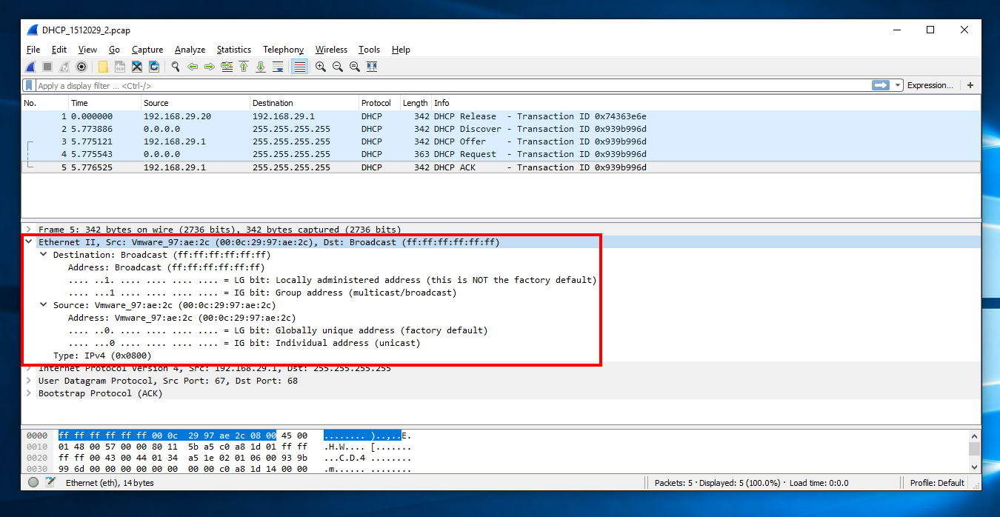 DHCP_1512029_2.pcap
File Edit View Go Capture Analyze Statistics Telephony Wireless Tools Help
Apply a display filter ... <Ctrl-/> Expression... +
No. Time Source Destination Protocol Length Info
1 0.000000 192.168.29.20 192.168.29.1 DHCP 342 DHCP Release - Transaction ID 0x74363e6e
2 5.773886 0.0.0.0 255.255.255.255 DHCP 342 DHCP Discover - Transaction ID 0x939b996d
3 5.775121 192.168.29.1 255.255.255.255 DHCP 342 DHCP Offer - Transaction ID 0x939b996d
4 5.775543 0.0.0.0 255.255.255.255 DHCP 363 DHCP Request - Transaction ID 0x939b996d
5 5.776525 192.168.29.1 255.255.255.255 DHCP 342 DHCP ACK - Transaction ID 0x939b996d
Frame 5: 342 bytes on wire (2736 bits), 342 bytes captured (2736 bits)
Ethernet II, Src: Vmware_97:ae:2c (00:0c:29:97:ae:2c), Dst: Broadcast (ff:ff:ff:ff:ff:ff)
Destination: Broadcast (ff:ff:ff:ff:ff:ff)
Address: Broadcast (ff:ff:ff:ff:ff:ff)
.... ..1. .... .... .... .... = LG bit: Locally administered address (this is NOT the factory default)
.... ...1 .... .... .... .... = IG bit: Group address (multicast/broadcast)
Source: Vmware_97:ae:2c (00:0c:29:97:ae:2c)
Address: Vmware_97:ae:2c (00:0c:29:97:ae:2c)
.... ..0. .... .... .... .... = LG bit: Globally unique address (factory default)
.... ...0 .... .... .... .... = IG bit: Individual address (unicast)
Type: IPv4 (0x0800)
Internet Protocol Version 4, Src: 192.168.29.1, Dst: 255.255.255.255
User Datagram Protocol, Src Port: 67, Dst Port: 68
Bootstrap Protocol (ACK)
0000 ff ff ff ff ff ff 00 0c 29 97 ae 2c 08 00 45 00 ........ )..,..E.
0010 01 48 00 57 00 00 80 11 5b a5 c0 a8 1d 01 ff ff .H.W.... [.......
0020 ff ff 00 43 00 44 01 34 a5 1e 02 01 06 00 93 9b ...C.D.4 ........
0030 99 6d 00 00 00 00 00 00 00 00 c0 a8 1d 14 00 00 .m...... ........
Ethernet (eth), 14 bytes Packets: 5 · Displayed: 5 (100.0%) · Load time: 0:0.0 Profile: Default